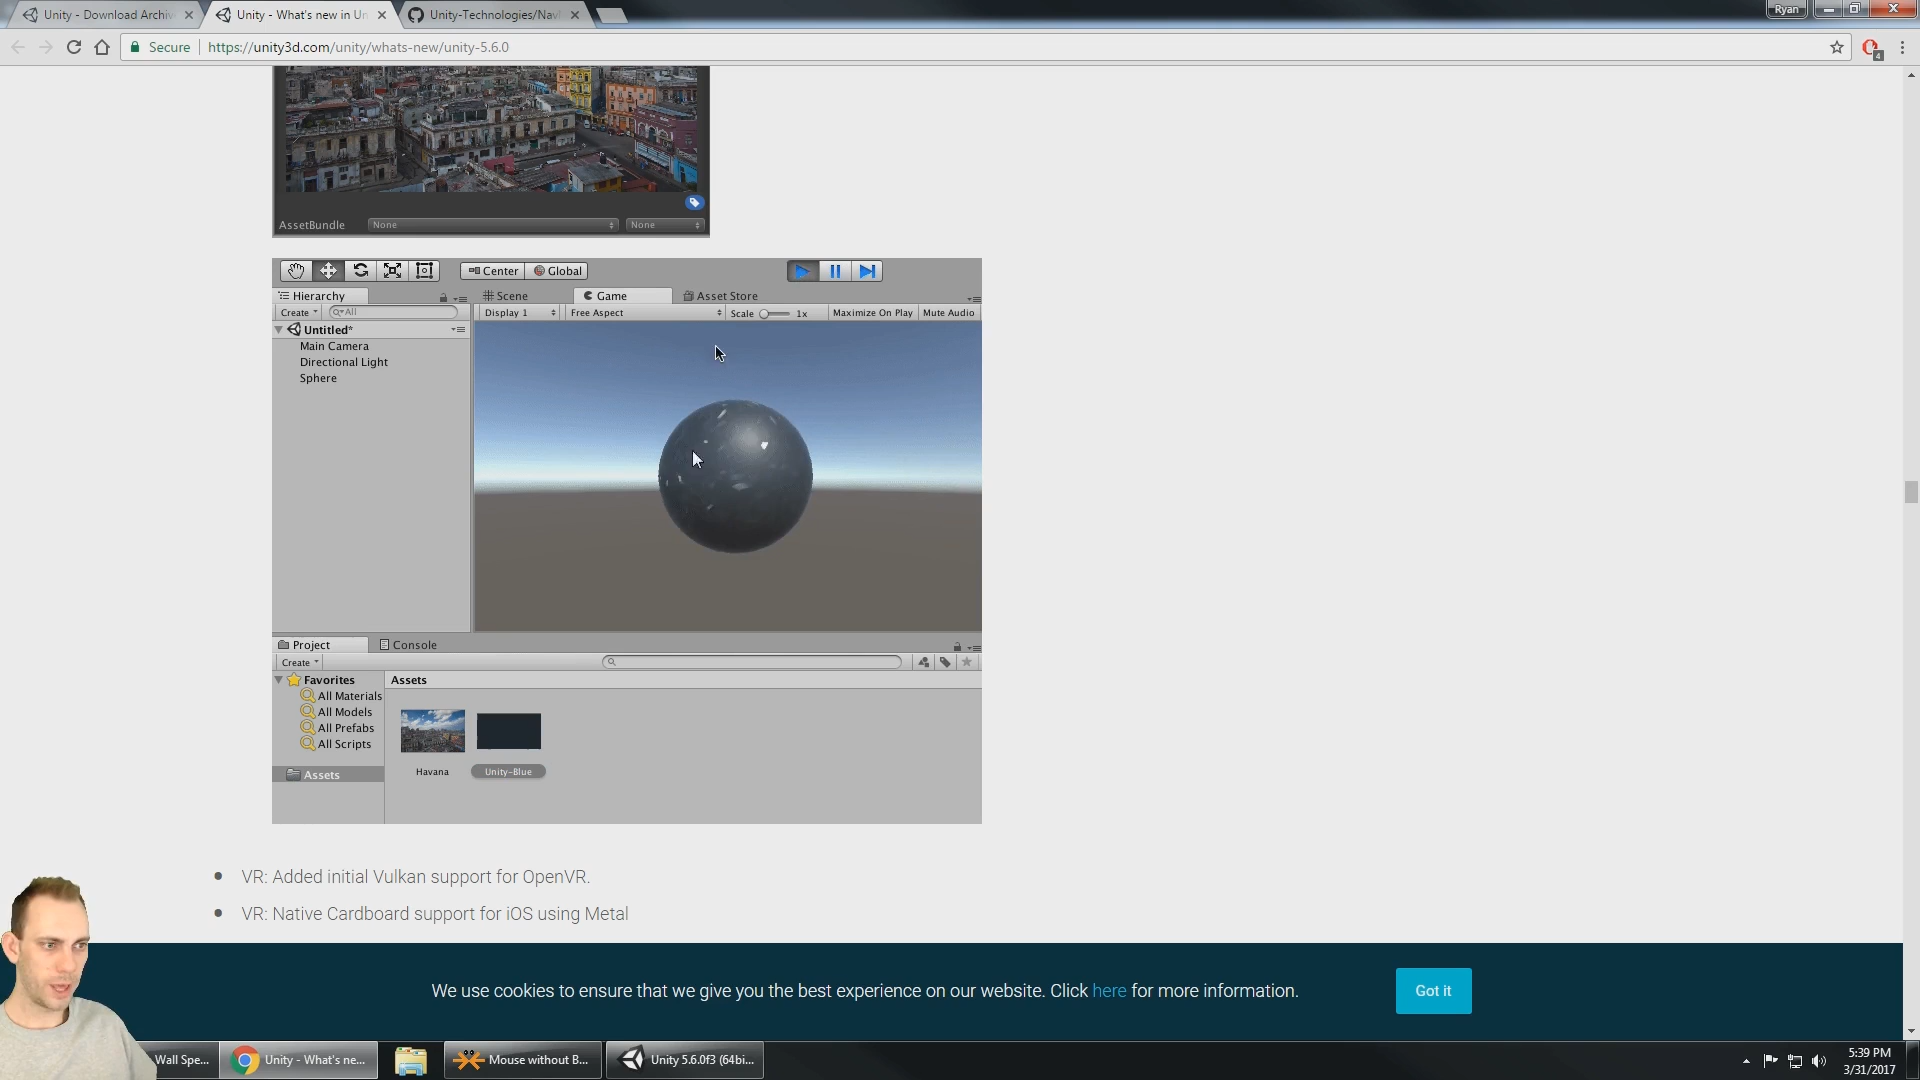 Unity - Download Archiv
Unity - What's new in Un
Unity-Technologies/Nav
Ryan
Secure
https://unity3d.com/unity/whats-new/unity-5.6.0
4
AssetBundle
None
None
Center
Global
Hierarchy
Scene
Game
Asset Store
Create
All
Display 1
Free Aspect
Scale
1x
Maximize On Play
Mute Audio
Untitled*
Main Camera
Directional Light
Sphere
Project
Console
Create
Favorites
Assets
All Materials
All Models
All Prefabs
All Scripts
Assets
Havana
Unity-Blue
VR: Added initial Vulkan support for OpenVR.
VR: Native Cardboard support for iOS using Metal
We use cookies to ensure that we give you the best experience on our website. Click here for more information.
Got it
Wall Spe...
Unity - What's ne...
Mouse without B...
Unity 5.6.0f3 (64bi...
5:39 PM
3/31/2017